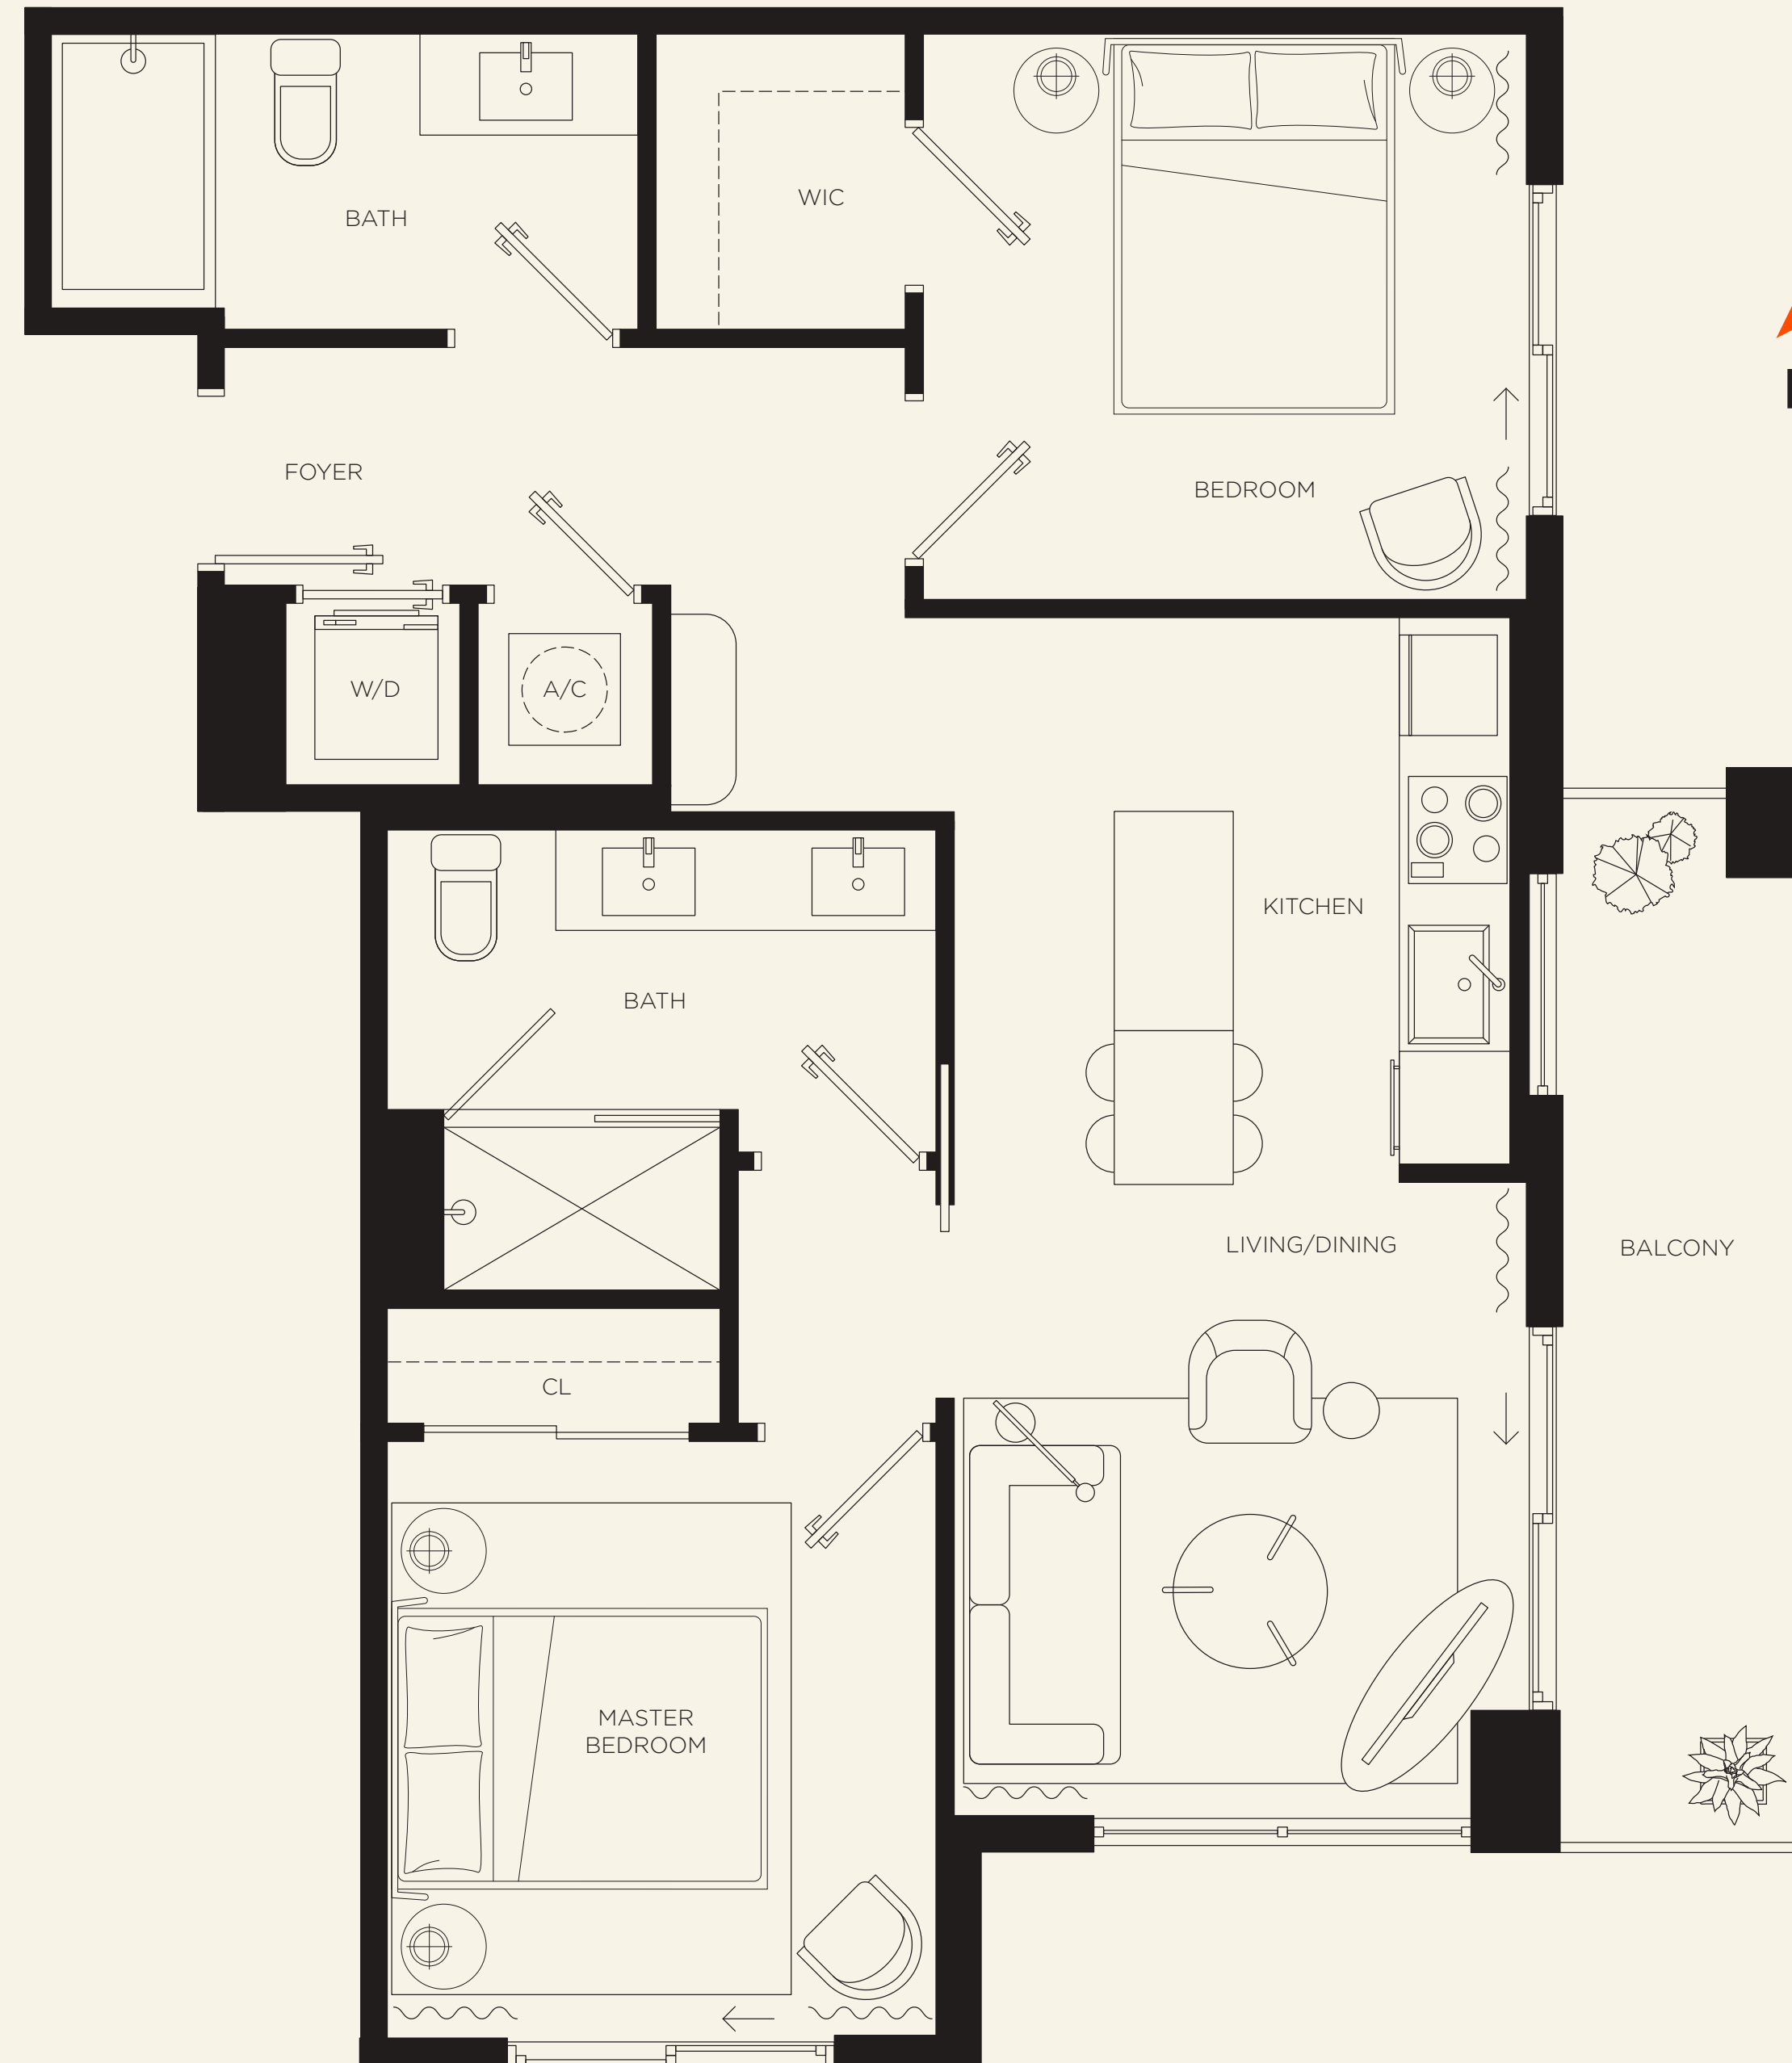 WIC
BATH
FOYER
BEDROOM
W/D
A/C
KITCHEN
BATH
LIVING/DINING
BALCONY
CL
MASTER
BEDROOM